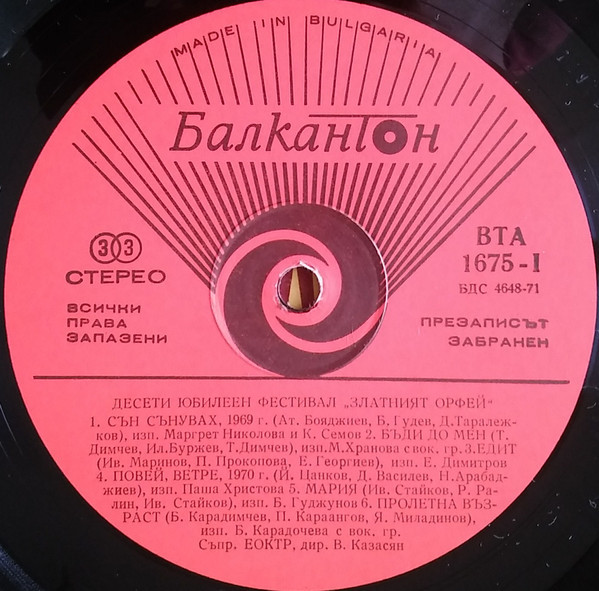 MADE IN BULGARIA
Балкантон
33
СТЕРЕО
ВСИЧКИ
ПРАВА
ЗАПАЗЕНИ
ВТА
1675-I
БДС 4648-71
ПРЕЗАПИСЪТ
ЗАБРАНЕН
ДЕСЕТИ ЮБИЛЕЕН ФЕСТИВАЛ „ЗЛАТНИЯТ ОРФЕЙ“
1. СЪН СЪНУВАХ, 1969 г. (Ат. Бояджиев, Б. Гудев, Д. Таралеж-
ков), изп. Маргрет Николова и К. Семов 2. БЪДИ ДО МЕН (Т.
Димчев, Ил. Буржев, Т. Димчев), изп. М. Хранова с вок. гр. 3. ЕДИТ
(Ив. Маринов, П. Прокопова, Е. Георгиев), изп. Е. Димитров
4. ПОВЕЙ, ВЕТРЕ, 1970 г. (Й. Цанков, Д. Василев, Н. Арабад-
жиев), изп. Паша Христова 5. МАРИЯ (Ив. Стайков, Р. Ра-
лин, Ив. Стайков), изп. Б. Гуджунов 6. ПРОЛЕТНА ВЪЗ-
РАСТ (Б. Карадимчев, П. Караангов, Я. Миладинов),
изп. Б. Карадочева с вок. гр.
Съпр. ЕОКТР, дир. В. Казасян